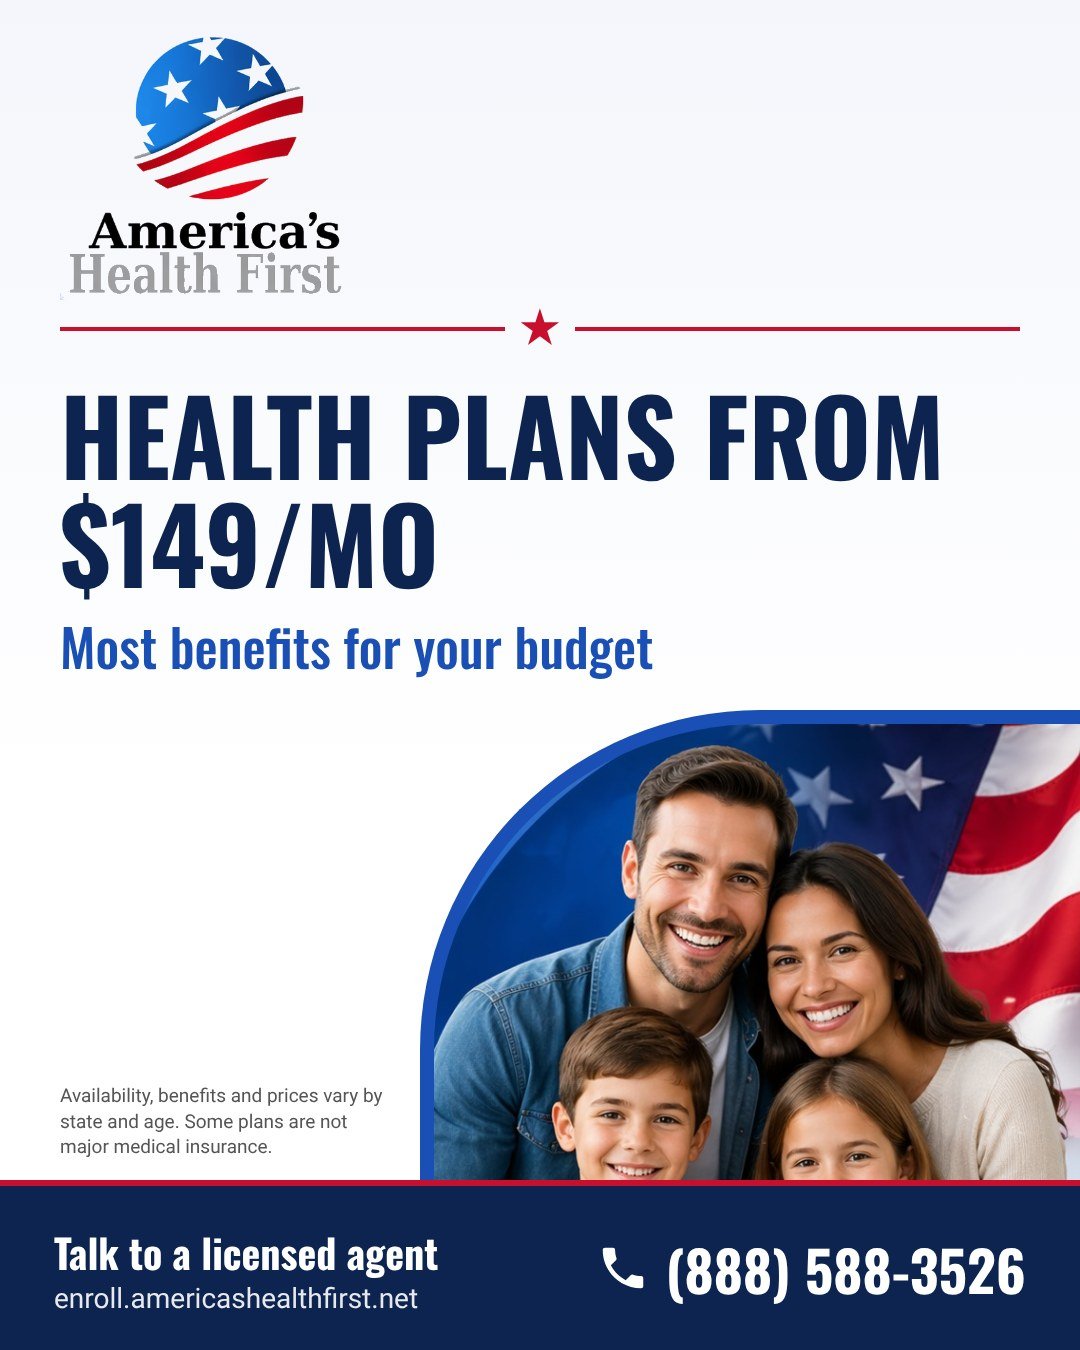 America’s
Health First
HEALTH PLANS FROM
$149/MO
Most benefits for your budget
Availability, benefits and prices vary by
state and age. Some plans are not
major medical insurance.
Talk to a licensed agent
enroll.americashealthfirst.net
(888) 588-3526